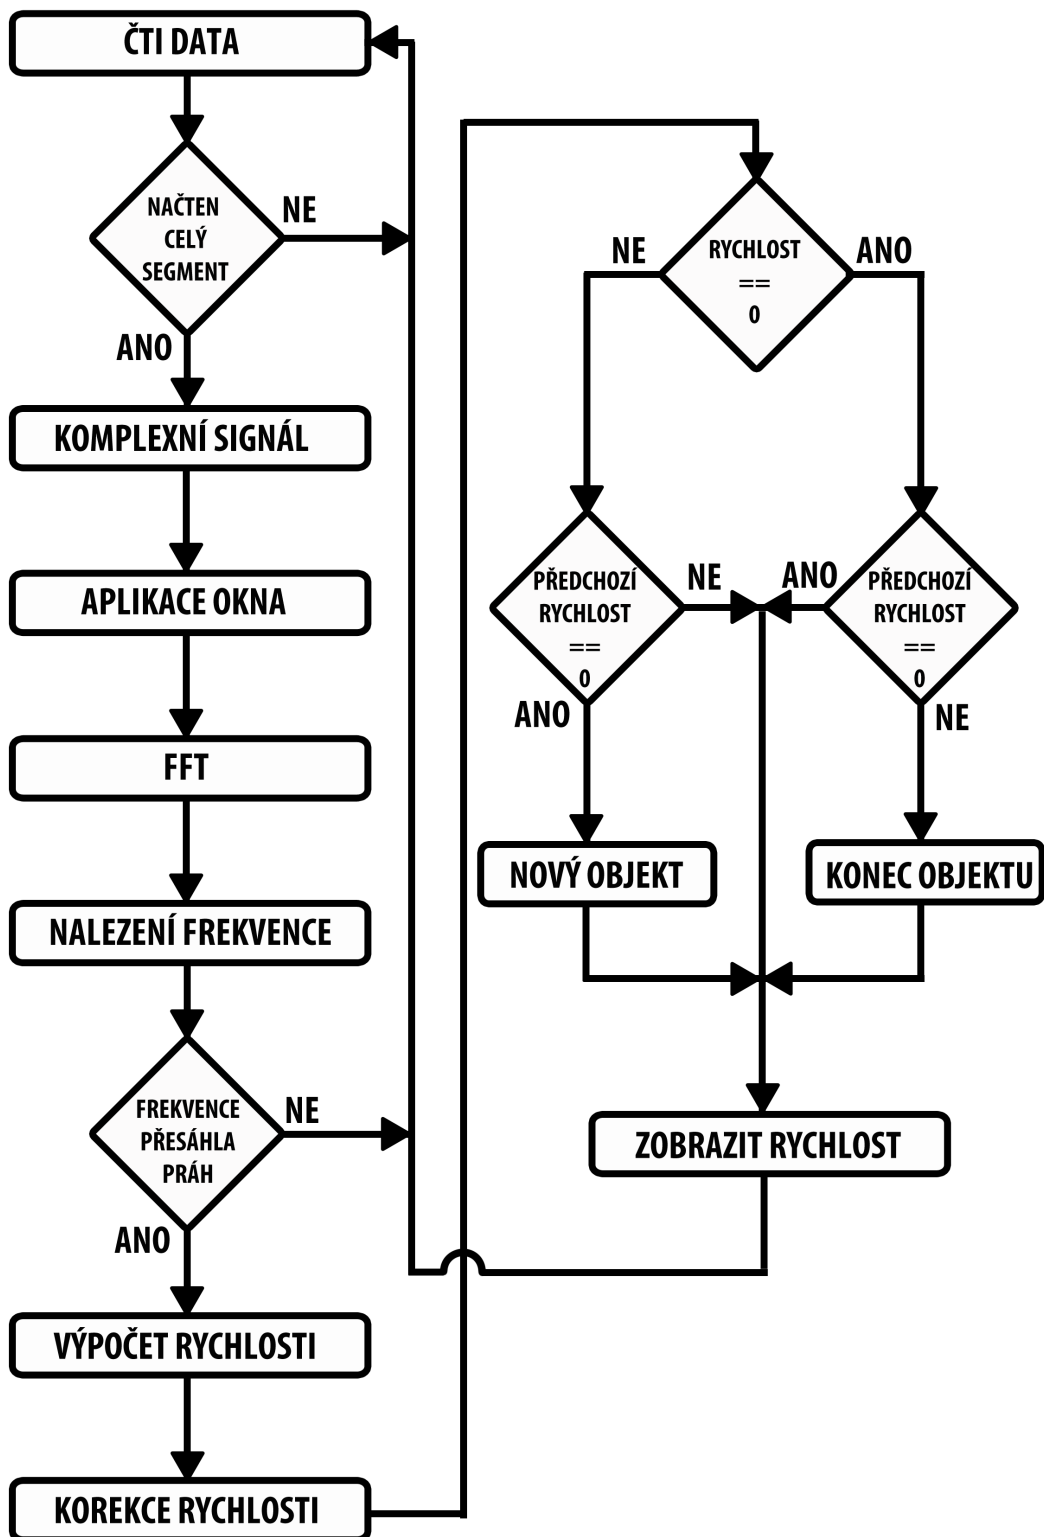 ČTI DATA
NAČTEN
CELÝ
SEGMENT
NE
ANO
KOMPLEXNÍ SIGNÁL
APLIKACE OKNA
FFT
NALEZENÍ FREKVENCE
FREKVENCE
PŘESÁHLA
PRÁH
NE
ANO
VÝPOČET RYCHLOSTI
KOREKCE RYCHLOSTI
RYCHLOST
==
0
NE
ANO
PŘEDCHOZÍ
RYCHLOST
==
0
NE
ANO
NOVÝ OBJEKT
PŘEDCHOZÍ
RYCHLOST
==
0
ANO
NE
KONEC OBJEKTU
ZOBRAZIT RYCHLOST